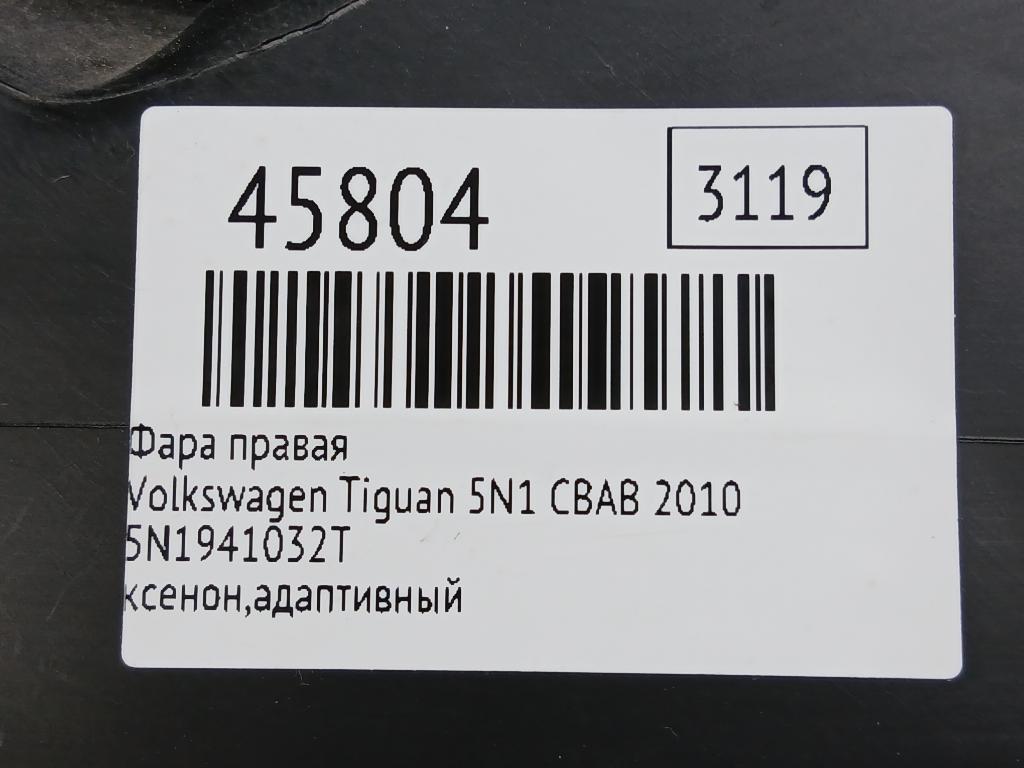 45804
3119
Фара правая
Volkswagen Tiguan 5N1 CBAB 2010
5N1941032T
ксенон,адаптивный